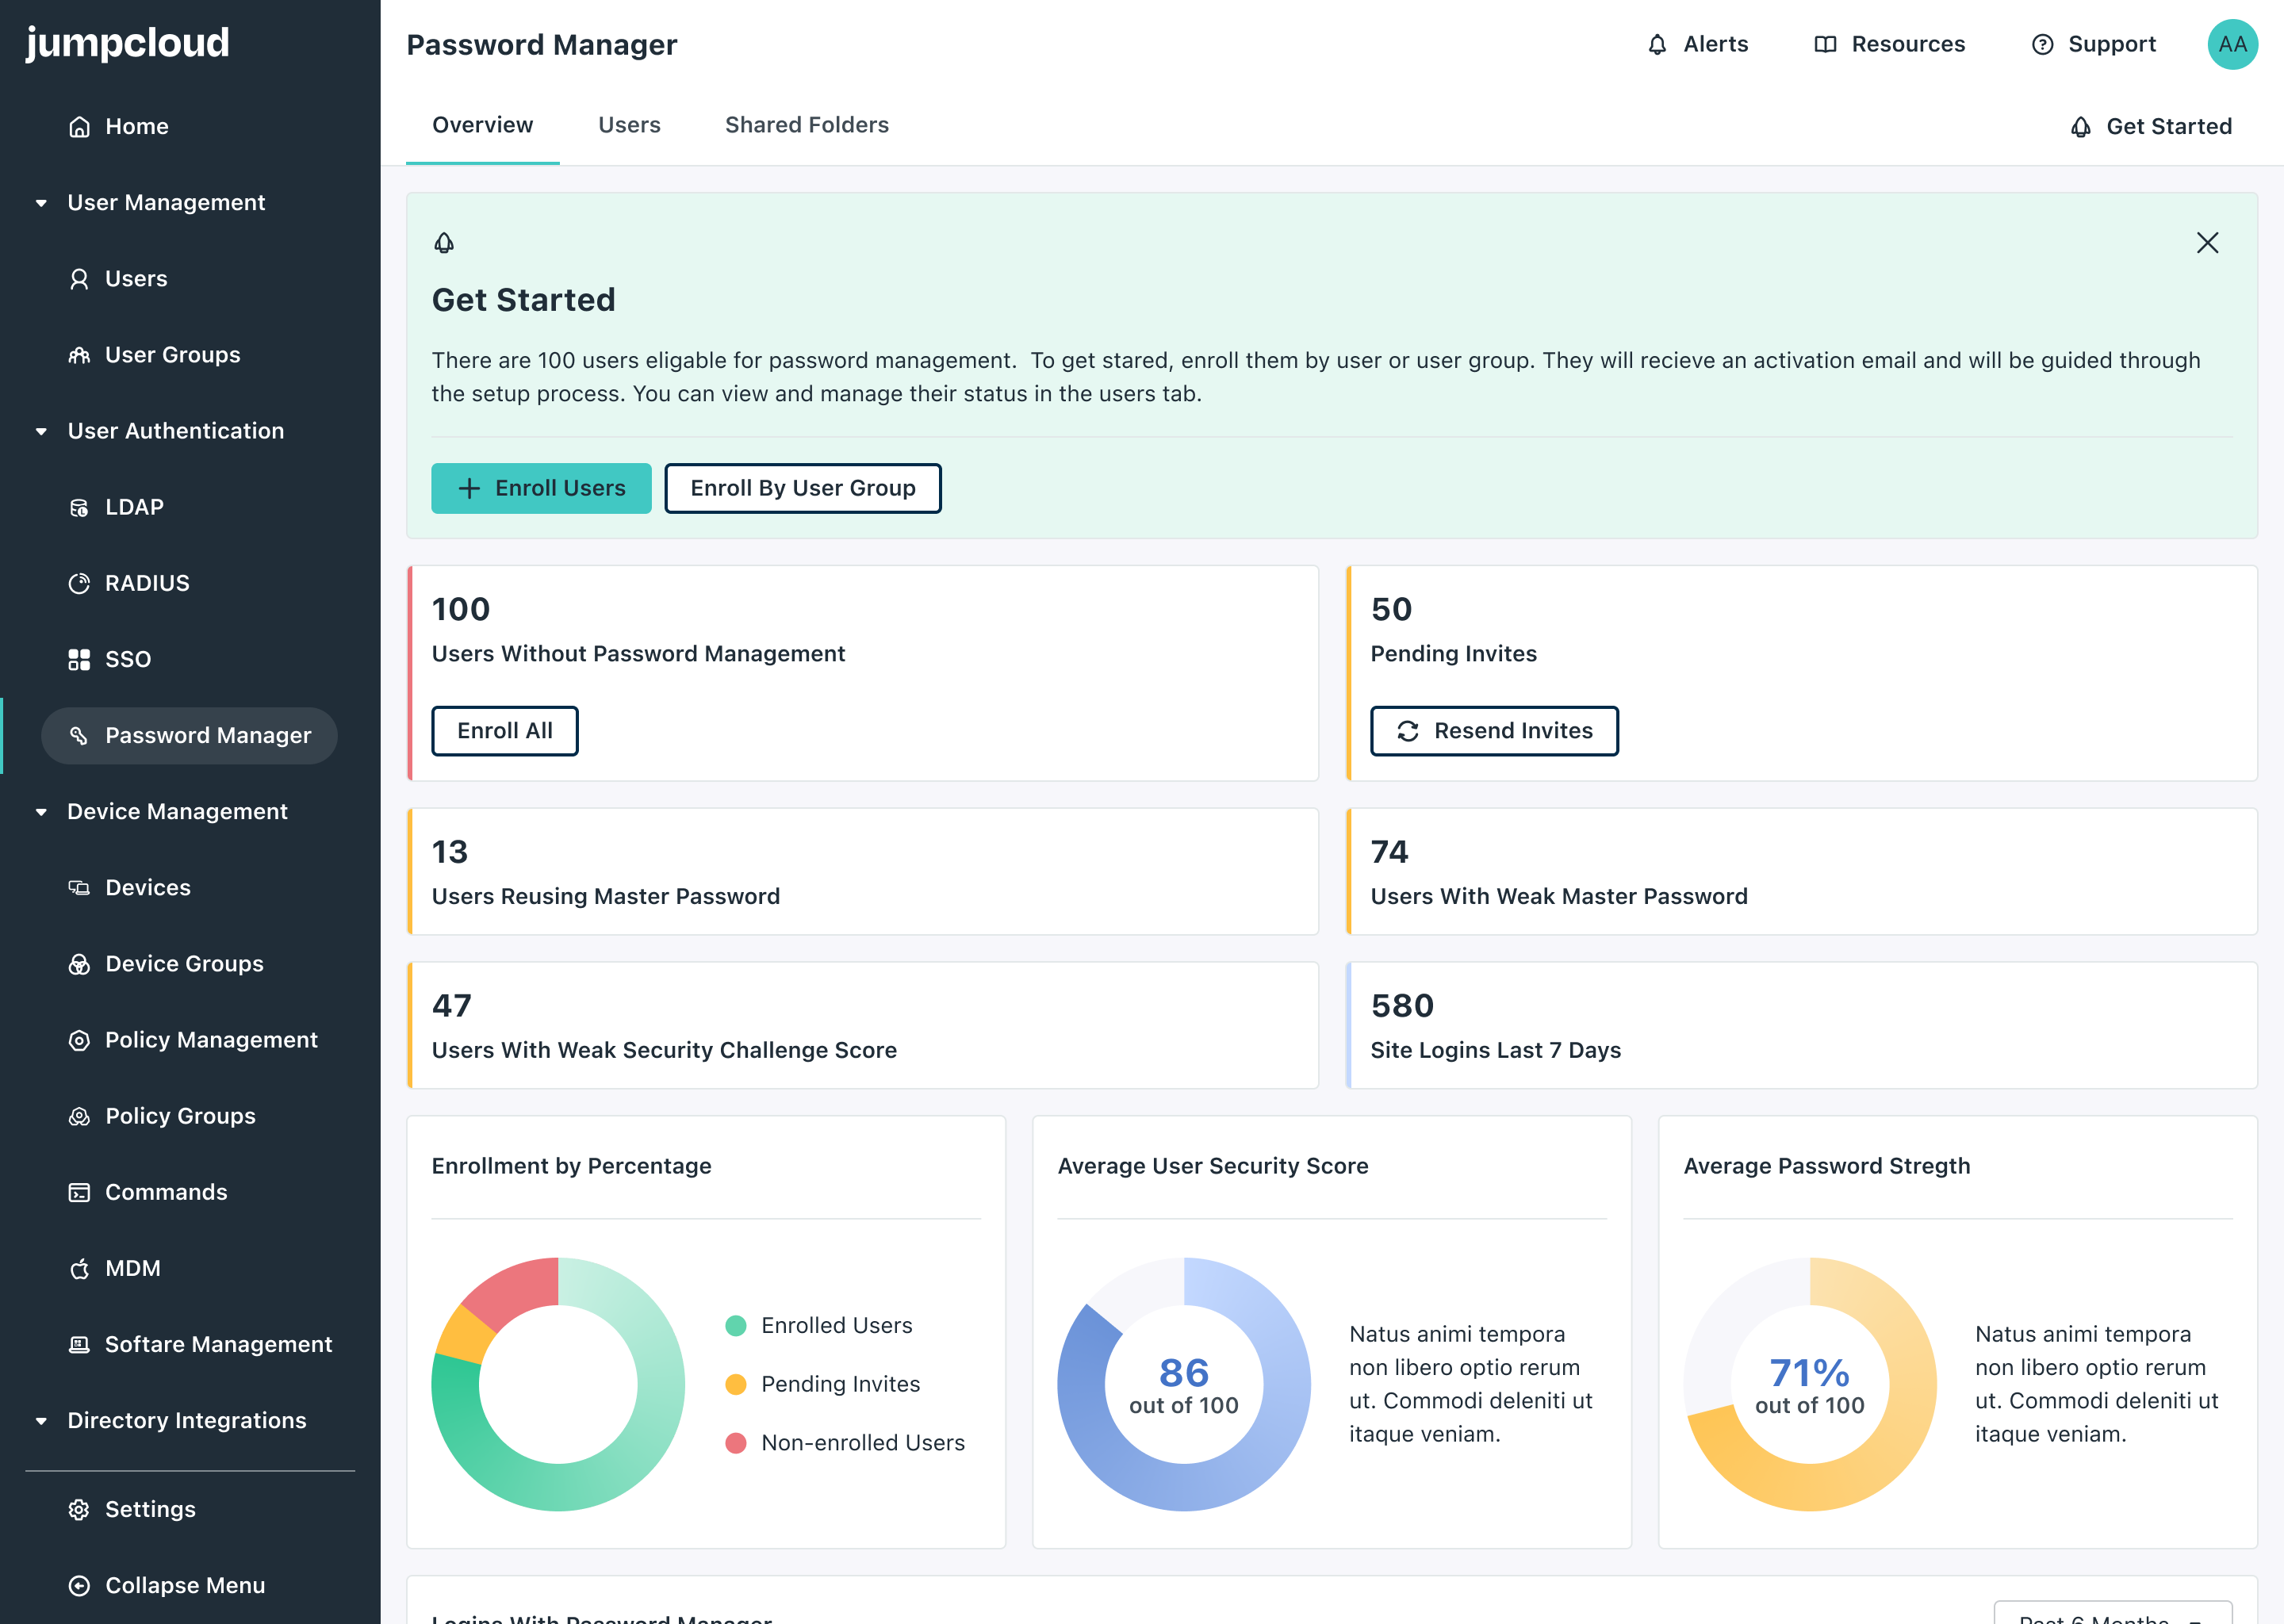 jumpcloud
Home
User Management
Users
User Groups
User Authentication
LDAP
RADIUS
SSO
Password Manager
Device Management
Devices
Device Groups
Policy Management
Policy Groups
Commands
MDM
Softare Management
Directory Integrations
Settings
Collapse Menu
Password Manager
Alerts
Resources
Support
AA
Overview
Users
Shared Folders
Get Started
Get Started
There are 100 users eligable for password management.  To get stared, enroll them by user or user group. They will recieve an activation email and will be guided through
the setup process. You can view and manage their status in the users tab.
Enroll Users
Enroll By User Group
100
Users Without Password Management
Enroll All
50
Pending Invites
Resend Invites
13
Users Reusing Master Password
74
Users With Weak Master Password
47
Users With Weak Security Challenge Score
580
Site Logins Last 7 Days
Enrollment by Percentage
Enrolled Users
Pending Invites
Non-enrolled Users
Average User Security Score
86
out of 100
Natus animi tempora
non libero optio rerum
ut. Commodi deleniti ut
itaque veniam.
Average Password Stregth
71%
out of 100
Natus animi tempora
non libero optio rerum
ut. Commodi deleniti ut
itaque veniam.
Logins With Password Manager
Past 6 Months